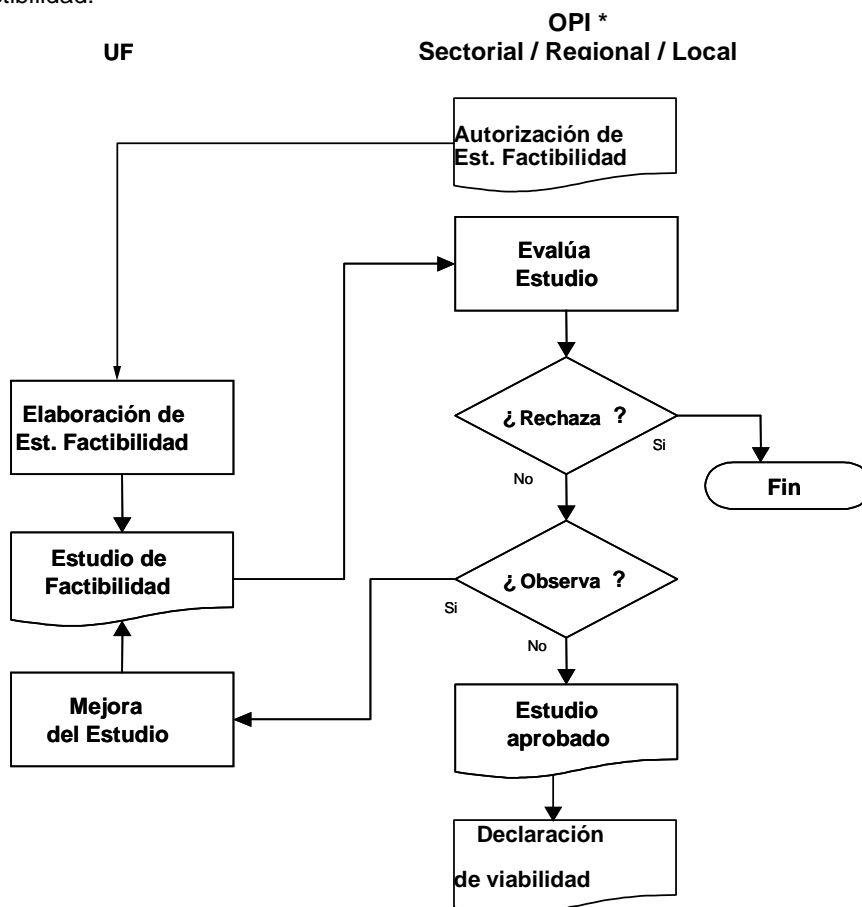 OPI *
UF
Sectorial / Regional / Local
Autorización de
Est. Factibilidad
Evalúa
Estudio
Elaboración de
Est. Factibilidad
¿ Rechaza ?
Si
No
Fin
Estudio de
Factibilidad
¿ Observa ?
Si
No
Mejora
del Estudio
Estudio
aprobado
Declaración
de viabilidad